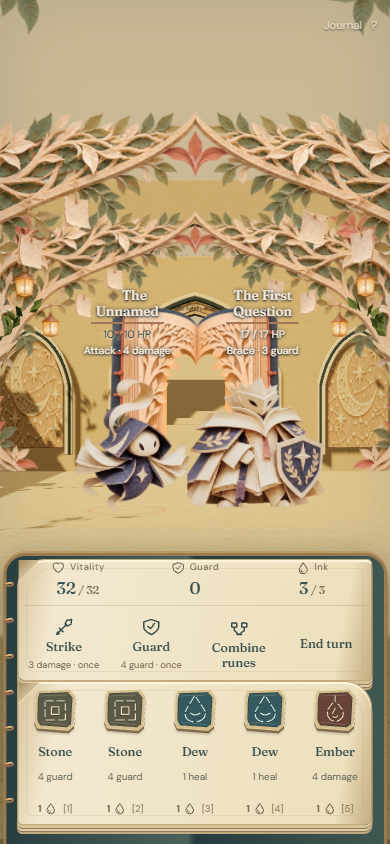 Journal ?
The Unnamed
10 / 10 HP
Attack · 4 damage
The First Question
17 / 17 HP
Brace · 3 guard
Vitality
32 / 32
Guard
0
Ink
3 / 3
Strike
3 damage · once
Guard
4 guard · once
Combine runes
End turn
Stone
4 guard
1 [1]
Stone
4 guard
1 [2]
Dew
1 heal
1 [3]
Dew
1 heal
1 [4]
Ember
4 damage
1 [5]